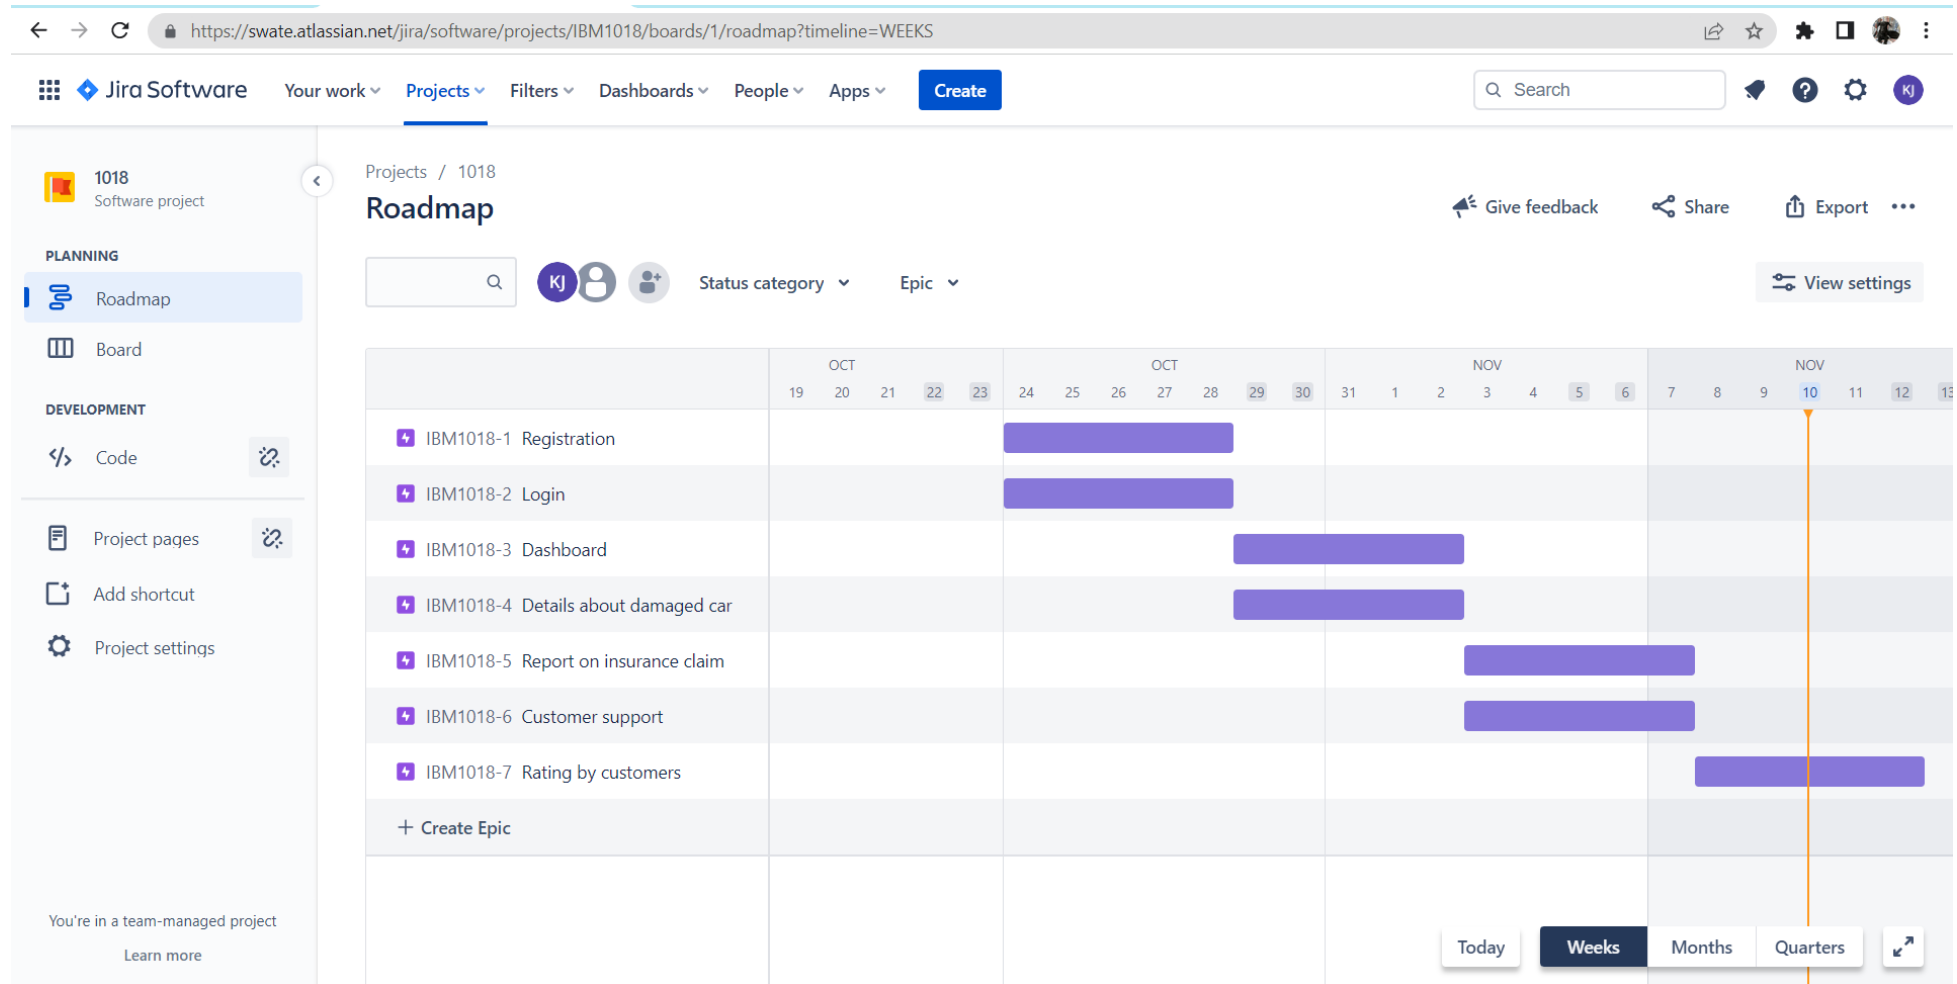 https://swate.atlassian.net/jira/software/projects/IBM1018/boards/1/roadmap?timeline=WEEKS
Jira Software Your work Projects Filters Dashboards People Apps Create Search KJ
1018
Software project
PLANNING
Roadmap
Board
DEVELOPMENT
Code
Project pages
Add shortcut
Project settings
You're in a team-managed project
Learn more
Projects / 1018
Roadmap
Give feedback Share Export
KJ Status category Epic View settings
OCT OCT NOV NOV
19 20 21 22 23 24 25 26 27 28 29 30 31 1 2 3 4 5 6 7 8 9 10 11 12 13
IBM1018-1 Registration
IBM1018-2 Login
IBM1018-3 Dashboard
IBM1018-4 Details about damaged car
IBM1018-5 Report on insurance claim
IBM1018-6 Customer support
IBM1018-7 Rating by customers
+ Create Epic
Today Weeks Months Quarters